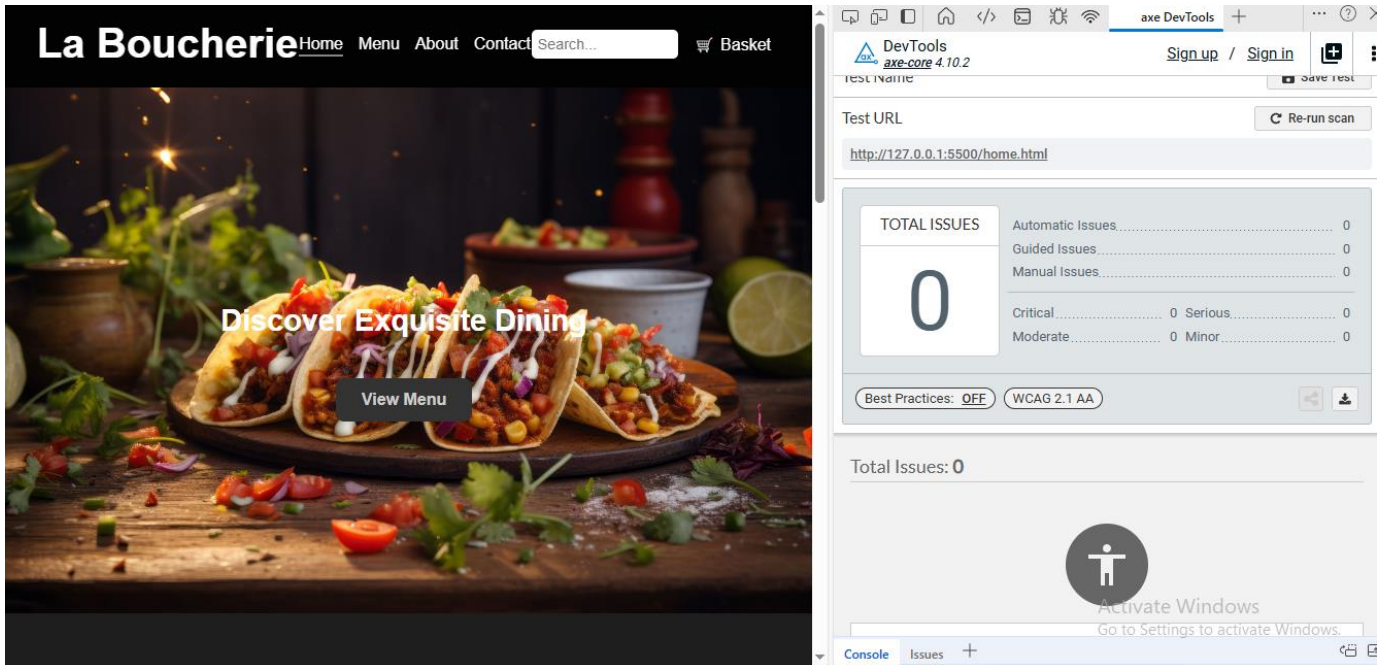 La Boucherie Home Menu About Contact Search... Basket
Discover Exquisite Dining
View Menu
axe DevTools
DevTools
axe-core 4.10.2
Sign up / Sign in
Test Name Save Test
Test URL Re-run scan
http://127.0.0.1:5500/home.html
TOTAL ISSUES
0
Automatic Issues 0
Guided Issues 0
Manual Issues 0
Critical 0 Serious 0
Moderate 0 Minor 0
Best Practices: OFF WCAG 2.1 AA
Total Issues: 0
Activate Windows
Go to Settings to activate Windows.
Console Issues